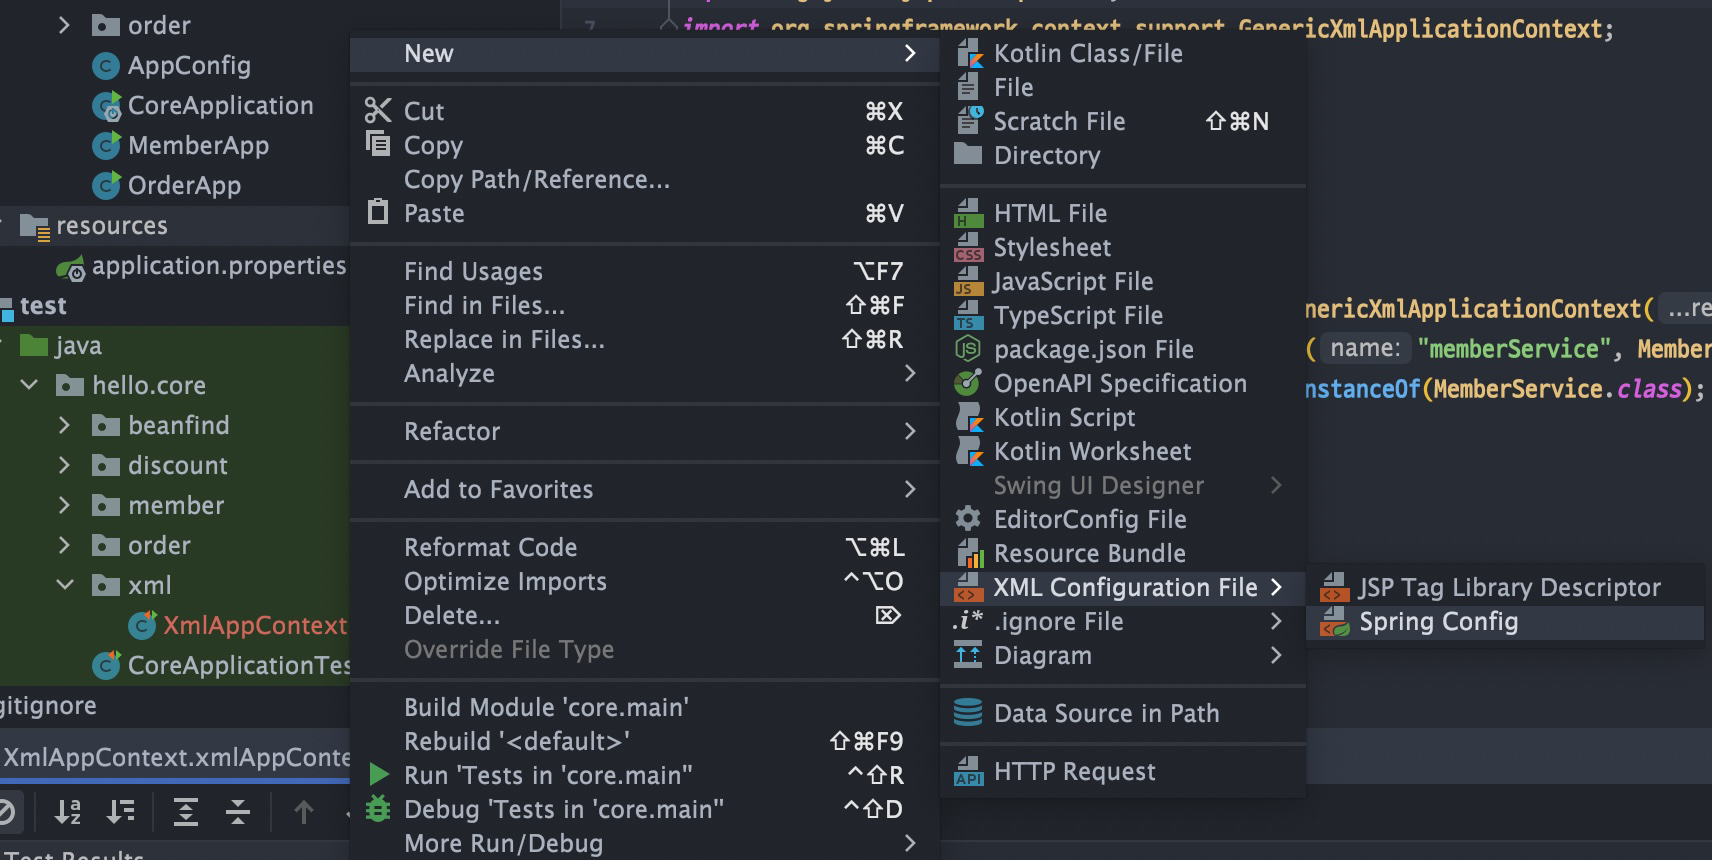 order
AppConfig
CoreApplication
MemberApp
OrderApp
resources
application.properties
test
java
hello.core
beanfind
discount
member
order
xml
XmlAppContext
CoreApplicationTes
gitignore
XmlAppContext.xmlAppConte
Test Results
New
Cut ⌘X
Copy ⌘C
Copy Path/Reference...
Paste ⌘V
Find Usages ⌥F7
Find in Files... ⇧⌘F
Replace in Files... ⇧⌘R
Analyze
Refactor
Add to Favorites
Reformat Code ⌥⌘L
Optimize Imports ^⌥O
Delete... ⌦
Override File Type
Build Module 'core.main'
Rebuild '<default>' ⇧⌘F9
Run 'Tests in 'core.main'' ^⇧R
Debug 'Tests in 'core.main'' ^⇧D
More Run/Debug
Kotlin Class/File
File
Scratch File ⇧⌘N
Directory
HTML File
Stylesheet
JavaScript File
TypeScript File
package.json File
OpenAPI Specification
Kotlin Script
Kotlin Worksheet
Swing UI Designer
EditorConfig File
Resource Bundle
XML Configuration File
.i* .ignore File
Diagram
Data Source in Path
HTTP Request
JSP Tag Library Descriptor
Spring Config
7 import org.springframework.context.support.GenericXmlApplicationContext;
nericXmlApplicationContext( ...re
( name: "memberService", Member
nstanceOf(MemberService.class);